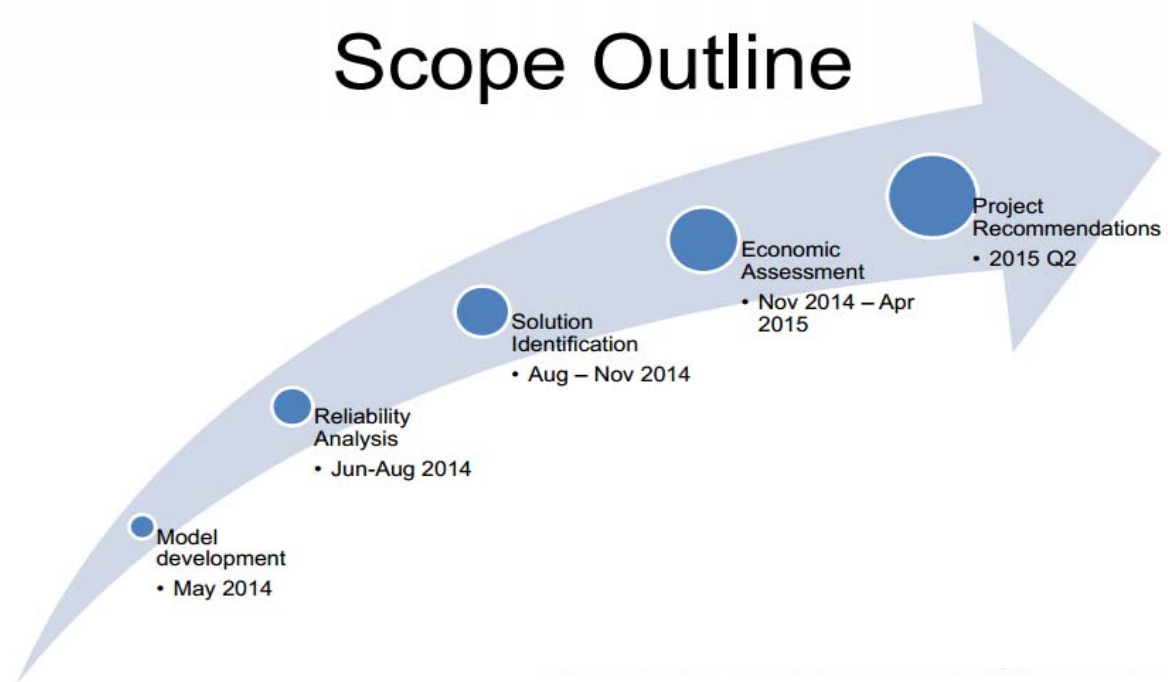 Scope Outline
Project
Recommendations
• 2015 Q2
Economic
Assessment
• Nov 2014 – Apr
2015
Solution
Identification
• Aug – Nov 2014
Reliability
Analysis
• Jun-Aug 2014
Model
development
• May 2014